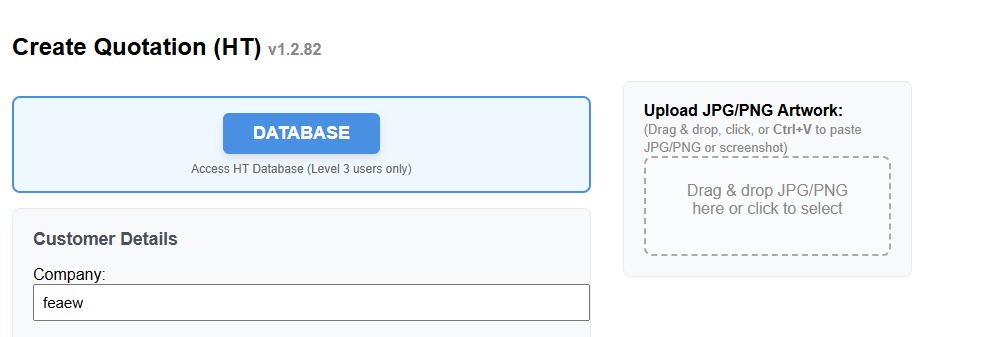 Create Quotation (HT) v1.2.82
DATABASE
Access HT Database (Level 3 users only)
Customer Details
Company:
feaew
Upload JPG/PNG Artwork:
(Drag & drop, click, or Ctrl+V to paste
JPG/PNG or screenshot)
Drag & drop JPG/PNG
here or click to select